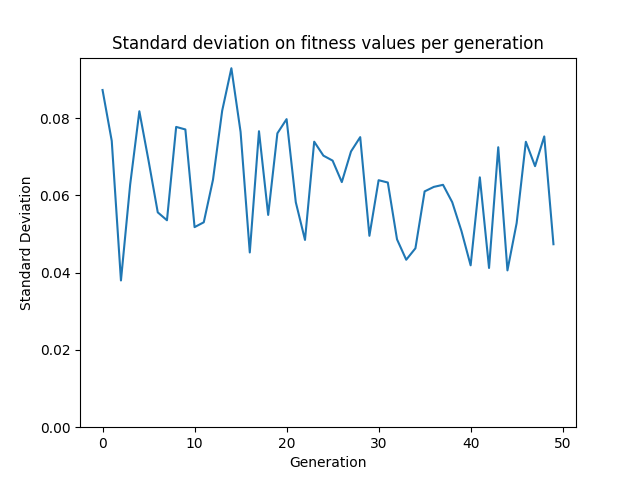 Standard deviation on fitness values per generation
Standard Deviation
0.08
0.06
0.04
0.02
0.00
0 10 20 30 40 50
Generation